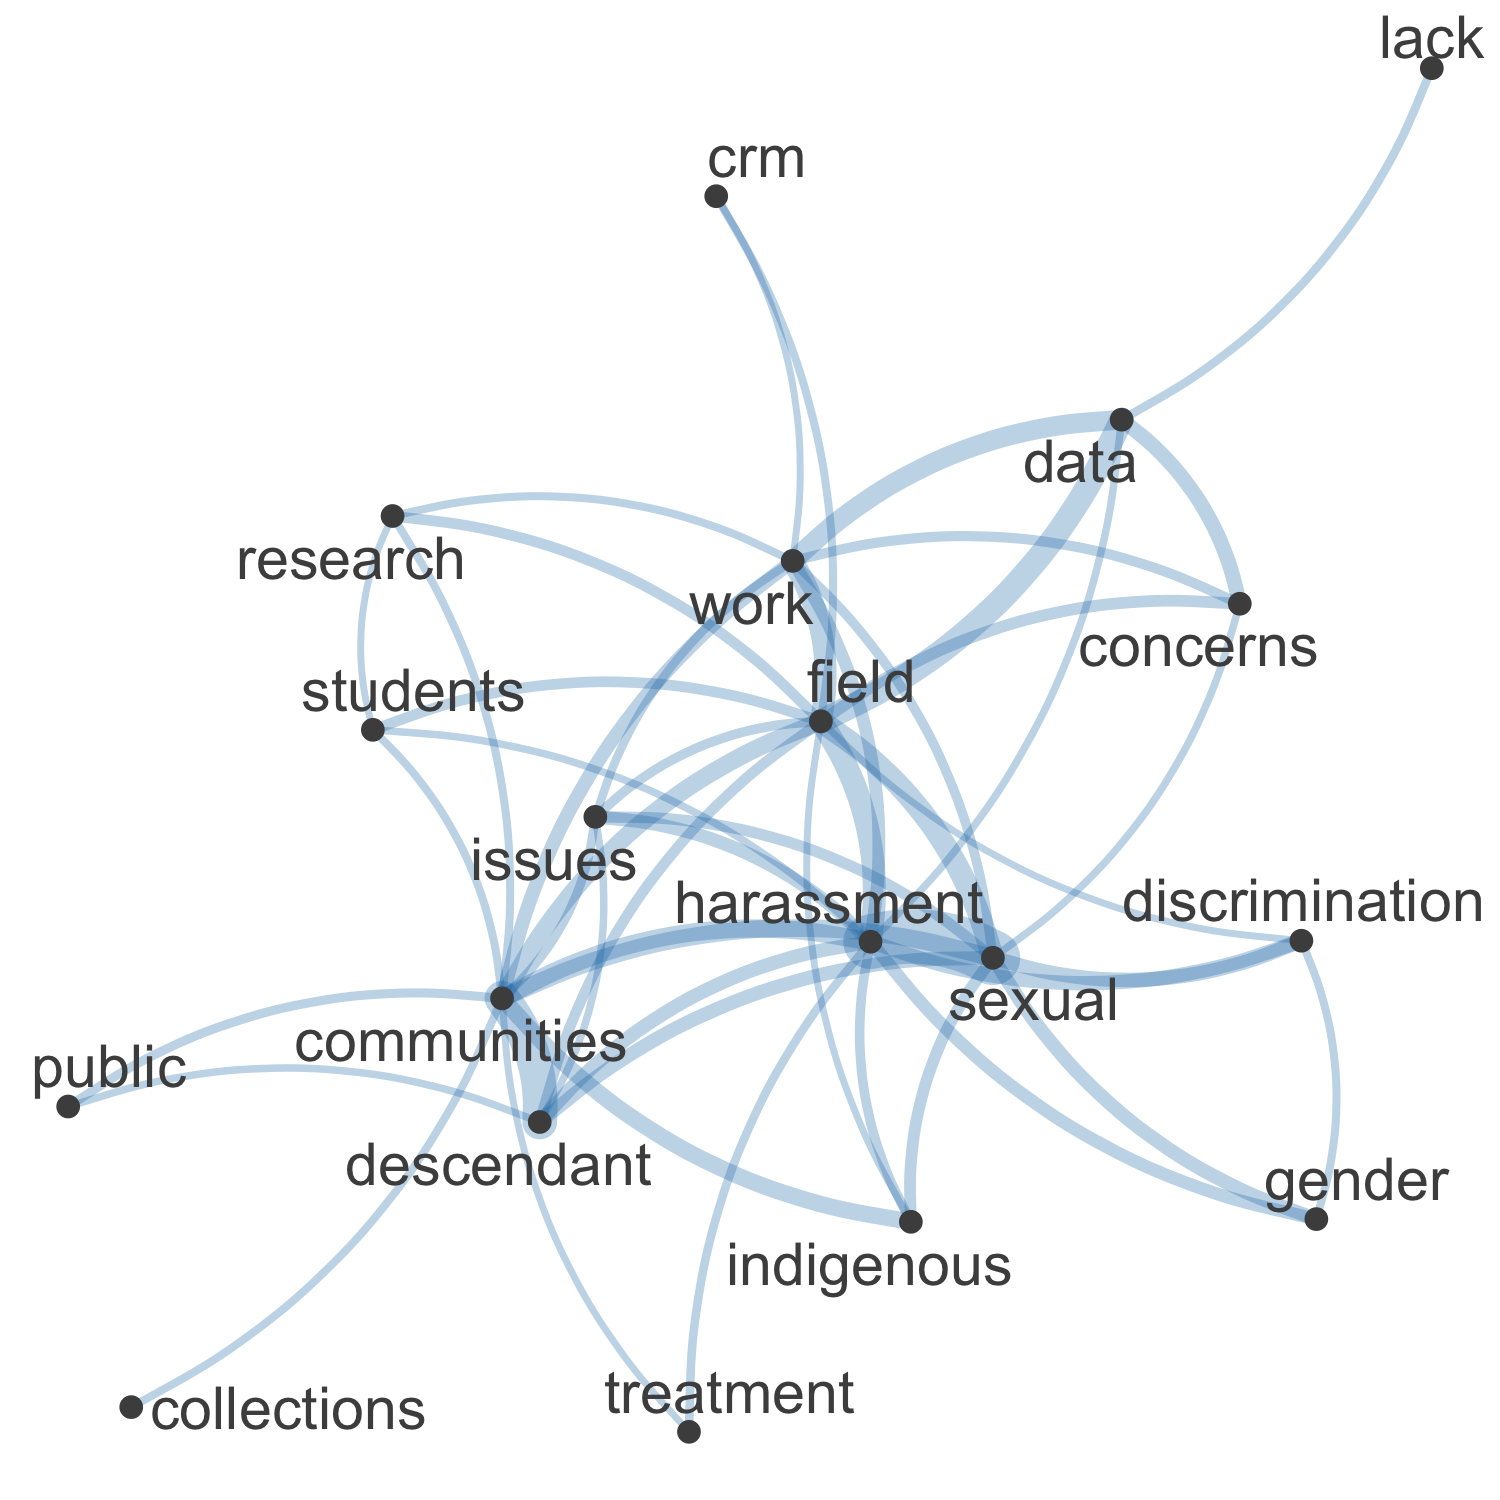 lack
crm
data
research
work
concerns
students
field
issues
harassment
discrimination
sexual
communities
public
descendant
gender
indigenous
treatment
collections